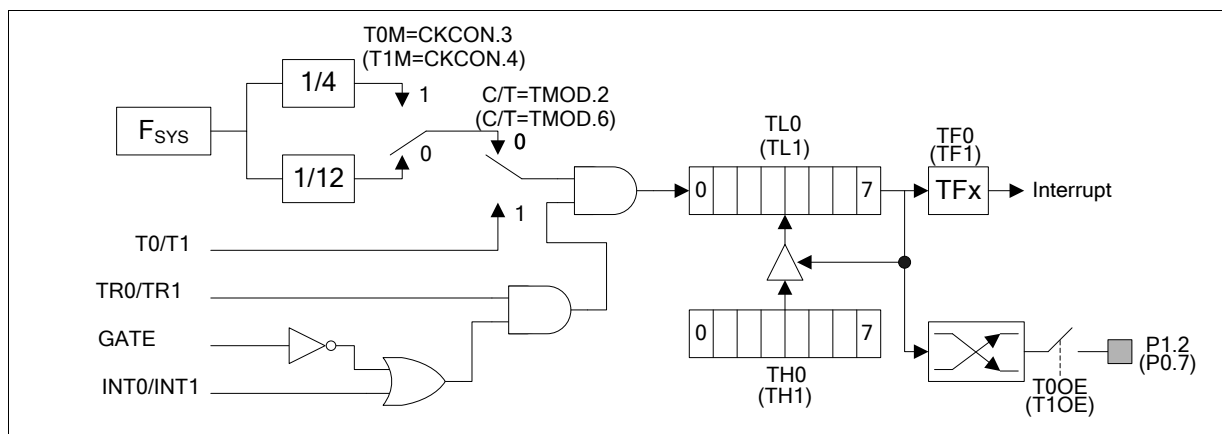 T0M=CKCON.3
(T1M=CKCON.4)
1/4
1
C/T=TMOD.2
(C/T=TMOD.6)
FSYS
0
0
1/12
TL0
(TL1)
TF0
(TF1)
0 7
TFx
Interrupt
1
T0/T1
TR0/TR1
GATE
INT0/INT1
0 7
TH0
(TH1)
P1.2
(P0.7)
T0OE
(T1OE)